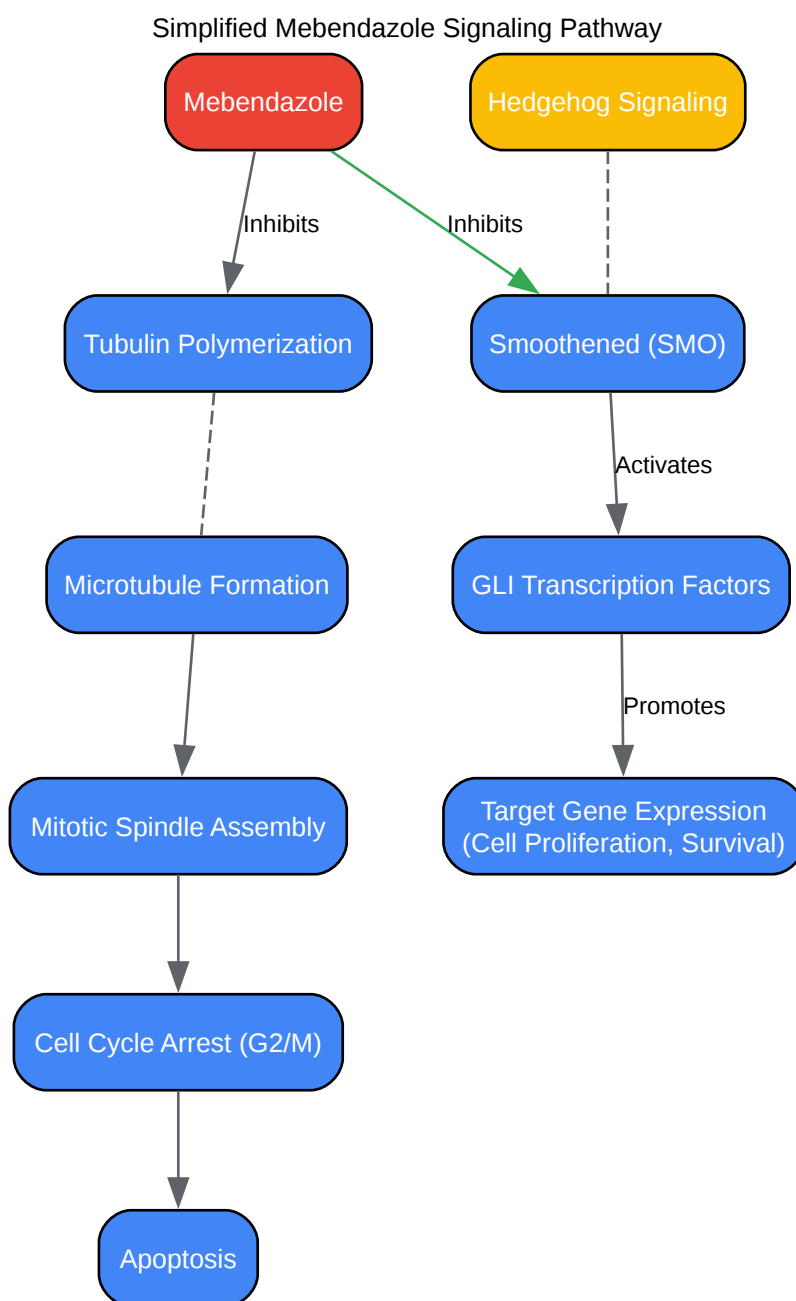 Simplified Mebendazole Signaling Pathway
Mebendazole
Hedgehog Signaling
Inhibits
Inhibits
Tubulin Polymerization
Smoothened (SMO)
Activates
Microtubule Formation
GLI Transcription Factors
Promotes
Mitotic Spindle Assembly
Target Gene Expression
(Cell Proliferation, Survival)
Cell Cycle Arrest (G2/M)
Apoptosis